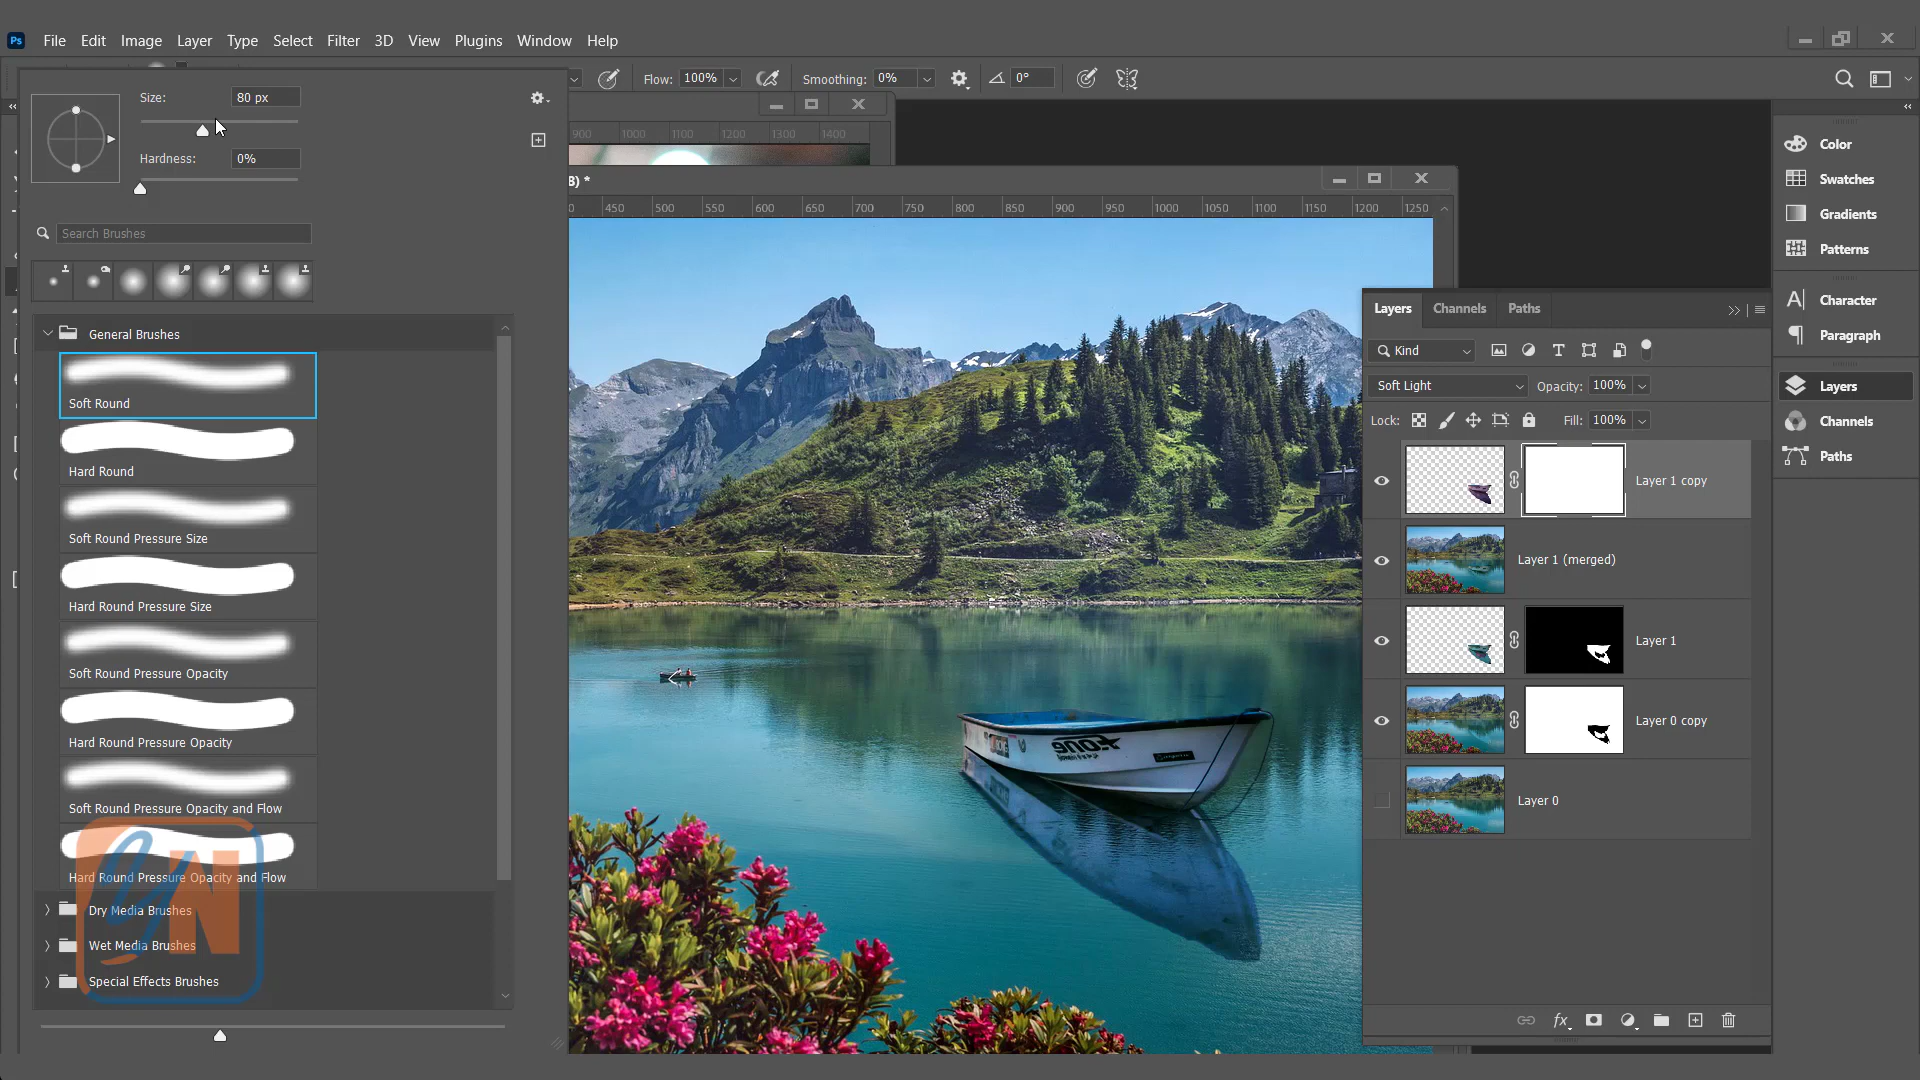 Ps File Edit Image Layer Type Select Filter 3D View Plugins Window Help
Flow: 100% Smoothing: 0% 0°
Size: 80 px
Hardness: 0%
Search Brushes
General Brushes
Soft Round
Hard Round
Soft Round Pressure Size
Hard Round Pressure Size
Soft Round Pressure Opacity
Hard Round Pressure Opacity
Soft Round Pressure Opacity and Flow
Hard Round Pressure Opacity and Flow
Dry Media Brushes
Wet Media Brushes
Special Effects Brushes
900 1000 1100 1200 1300 1400
B) *
0 450 500 550 600 650 700 750 800 850 900 950 1000 1050 1100 1150 1200 1250
Layers Channels Paths
Kind
Soft Light Opacity: 100%
Lock: Fill: 100%
Layer 1 copy
Layer 1 (merged)
Layer 1
Layer 0 copy
Layer 0
fx
Color
Swatches
Gradients
Patterns
Character
Paragraph
Layers
Channels
Paths